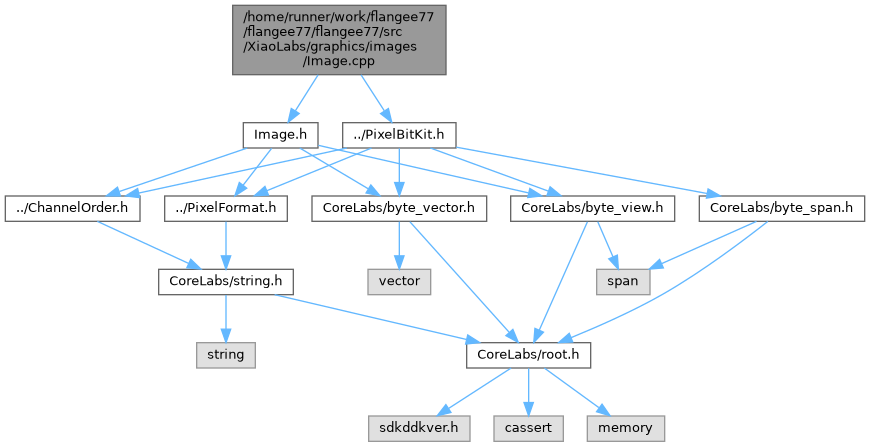 /home/runner/work/flangee77
/flangee77/flangee77/src
/XiaoLabs/graphics/images
/Image.cpp
Image.h
../PixelBitKit.h
../ChannelOrder.h
../PixelFormat.h
CoreLabs/byte_vector.h
CoreLabs/byte_view.h
CoreLabs/byte_span.h
CoreLabs/string.h
vector
span
string
CoreLabs/root.h
sdkddkver.h
cassert
memory